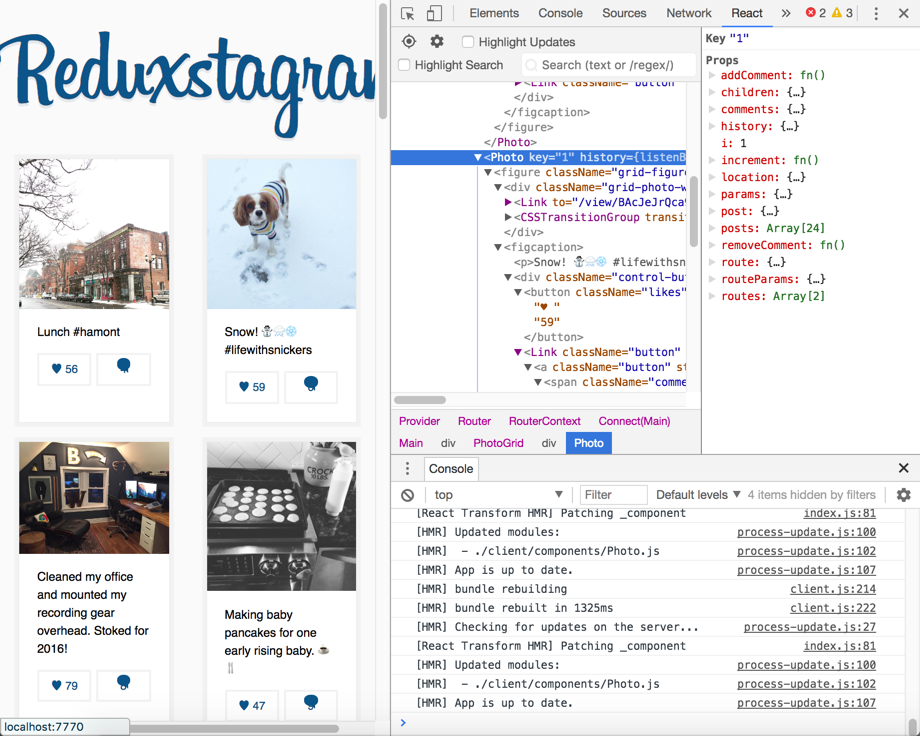 Reduxstagram
Lunch #hamont
56
Snow! ⛄🌨❄
#lifewithsnickers
59
B
Cleaned my office
and mounted my
recording gear
overhead. Stoked for
2016!
79
CROCK
Making baby
pancakes for one
early rising baby. ☕
🍴
47
localhost:7770
Elements Console Sources Network React » 2 3
Highlight Updates
Highlight Search Search (text or /regex/)
▶<Link className="button"
</div>
</figcaption>
</figure>
</Photo>
▼<Photo key="1" history={listenB
▼<figure className="grid-figure
▼<div className="grid-photo-w
▶<Link to="/view/BAcJeJrQca
▶<CSSTransitionGroup transit
</div>
▼<figcaption>
<p>Snow! ⛄🌨❄ #lifewithsn
▼<div className="control-but
▼<button className="likes"
"♥ "
"59"
</button>
▼<Link className="button"
▼<a className="button" st
▼<span className="comme
Provider Router RouterContext Connect(Main)
Main div PhotoGrid div Photo
Key "1"
Props
▶ addComment: fn()
▶ children: {…}
▶ comments: {…}
▶ history: {…}
i: 1
▶ increment: fn()
▶ location: {…}
▶ params: {…}
▶ post: {…}
▶ posts: Array[24]
▶ removeComment: fn()
▶ route: {…}
▶ routeParams: {…}
▶ routes: Array[2]
Console
top ▼ Filter Default levels ▼ 4 items hidden by filters
[React Transform HMR] Patching _component index.js:81
[HMR] Updated modules: process-update.js:100
[HMR]  - ./client/components/Photo.js process-update.js:102
[HMR] App is up to date. process-update.js:107
[HMR] bundle rebuilding client.js:214
[HMR] bundle rebuilt in 1325ms client.js:222
[HMR] Checking for updates on the server... process-update.js:27
[React Transform HMR] Patching _component index.js:81
[HMR] Updated modules: process-update.js:100
[HMR]  - ./client/components/Photo.js process-update.js:102
[HMR] App is up to date. process-update.js:107
>